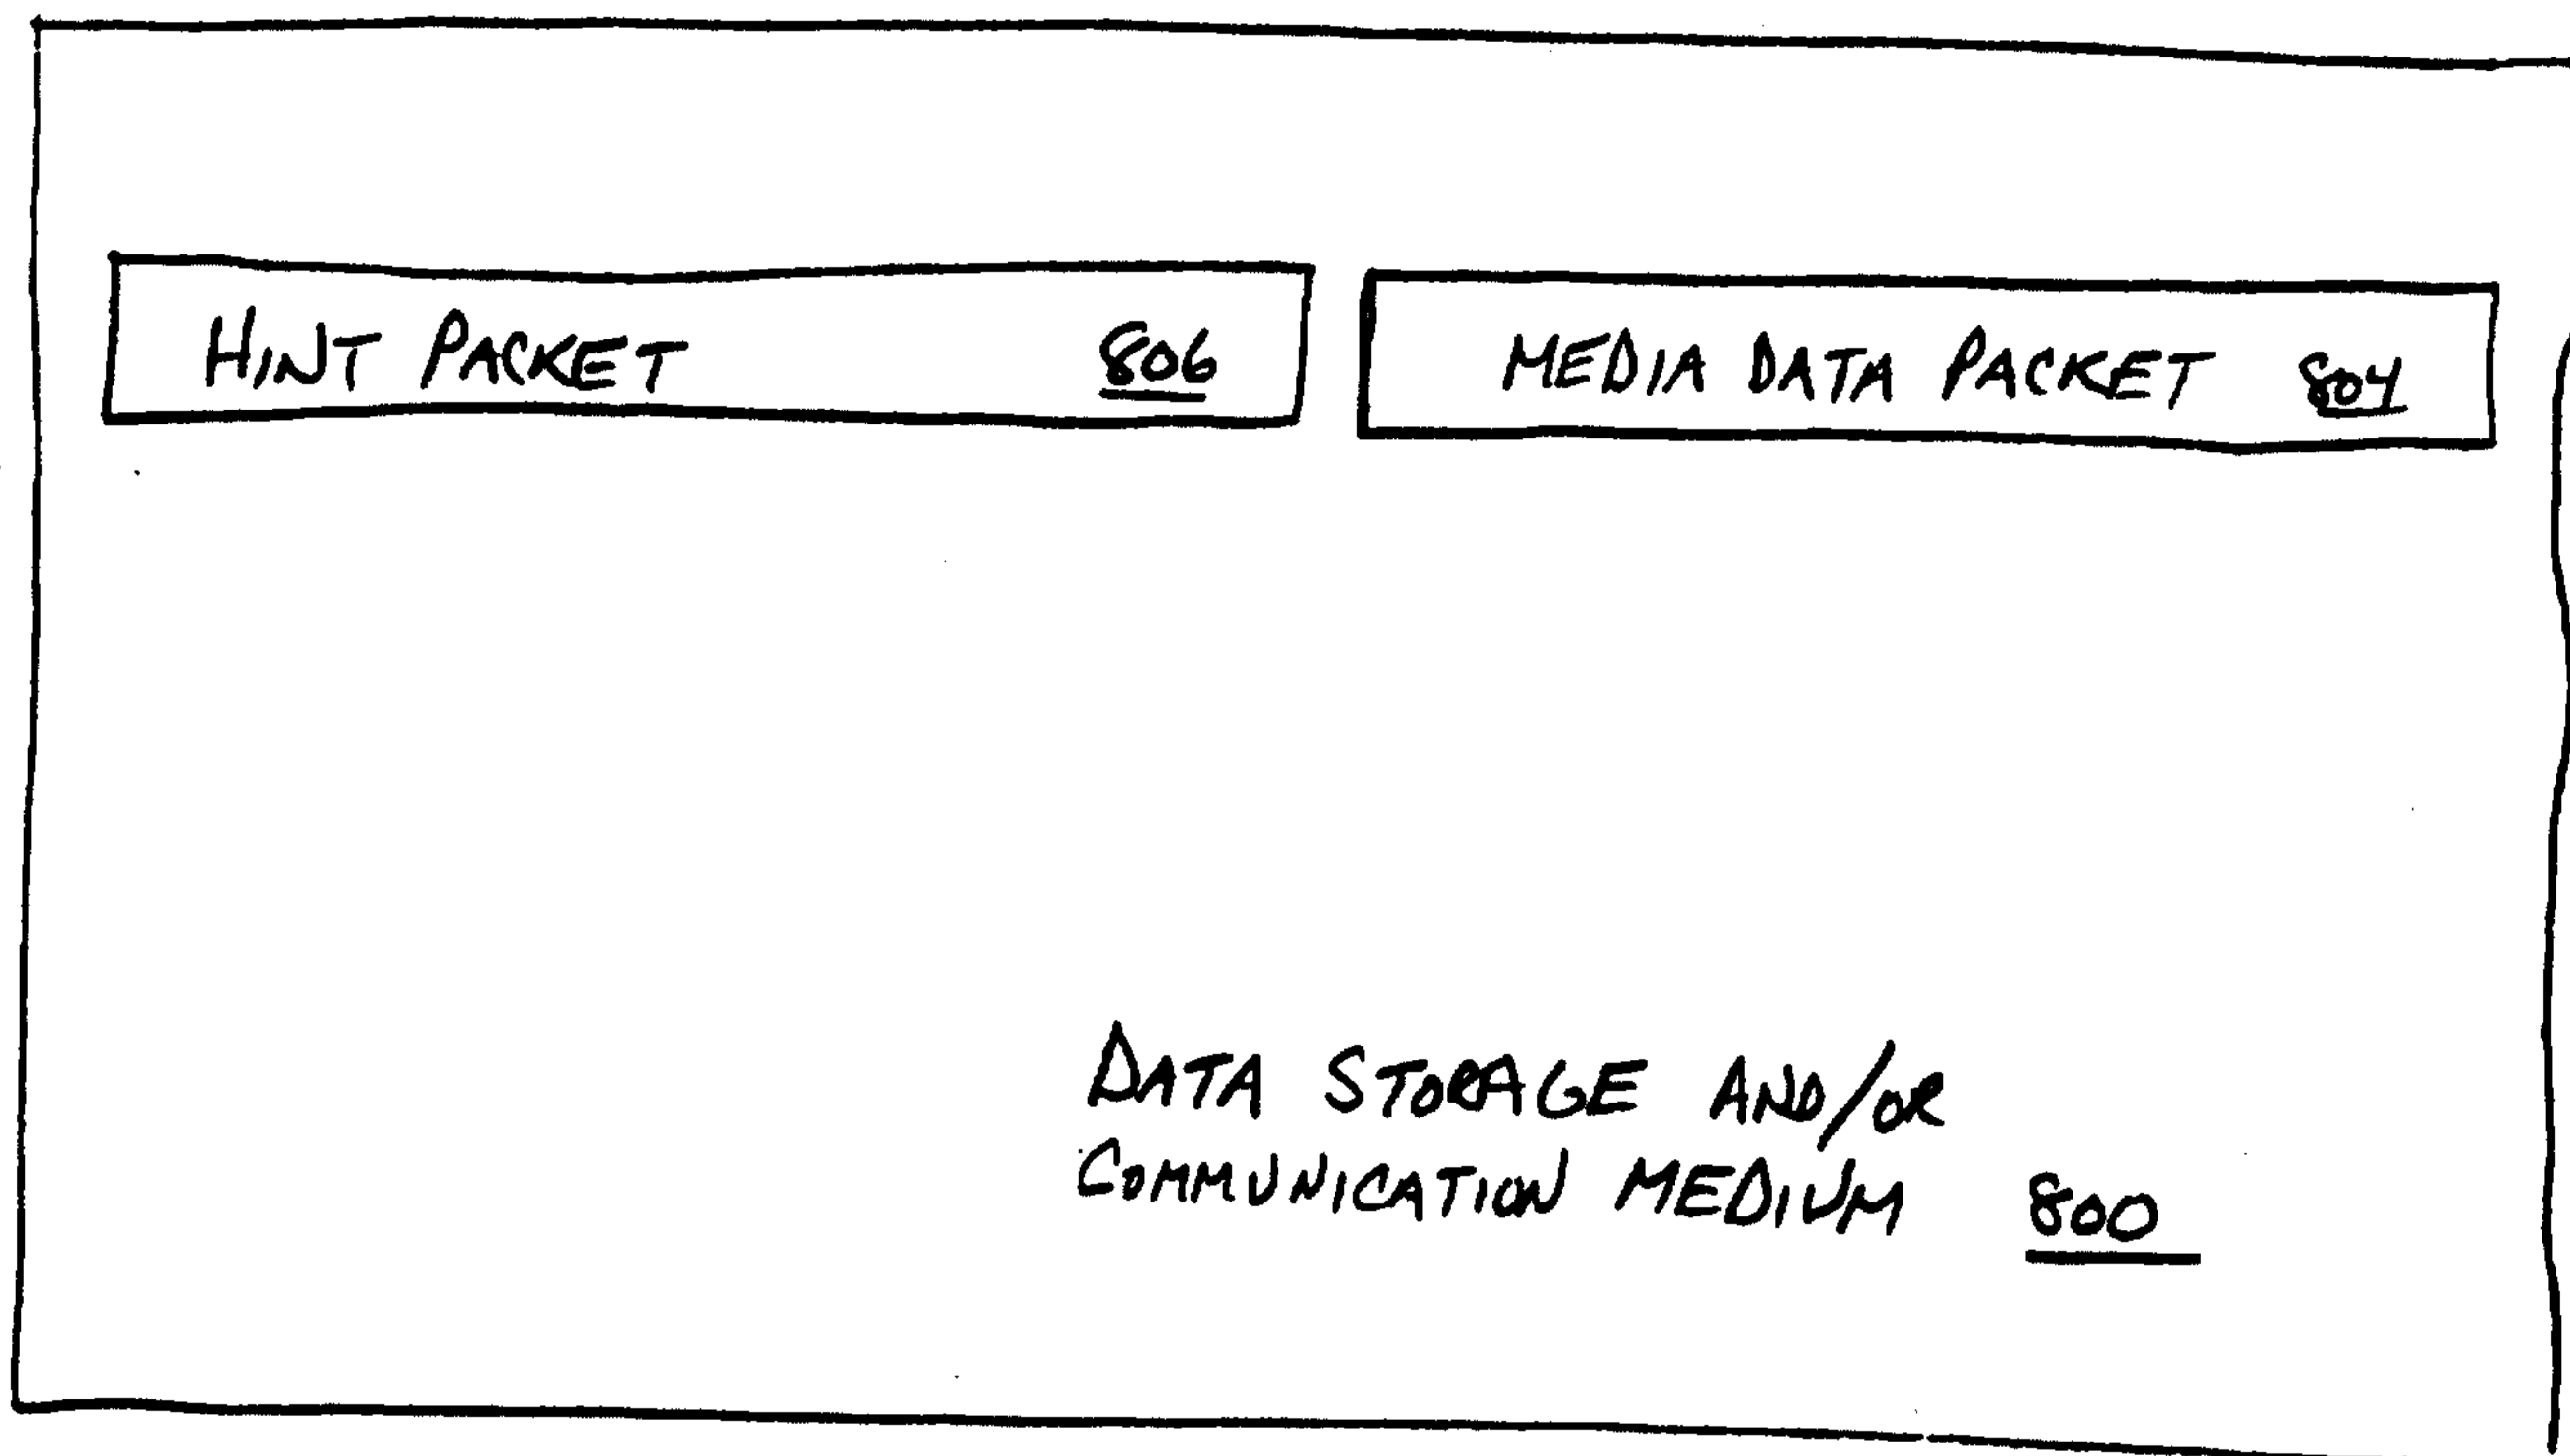 HINT PACKET 806
MEDIA DATA PACKET 804
DATA STORAGE AND/OR
COMMUNICATION MEDIUM 800